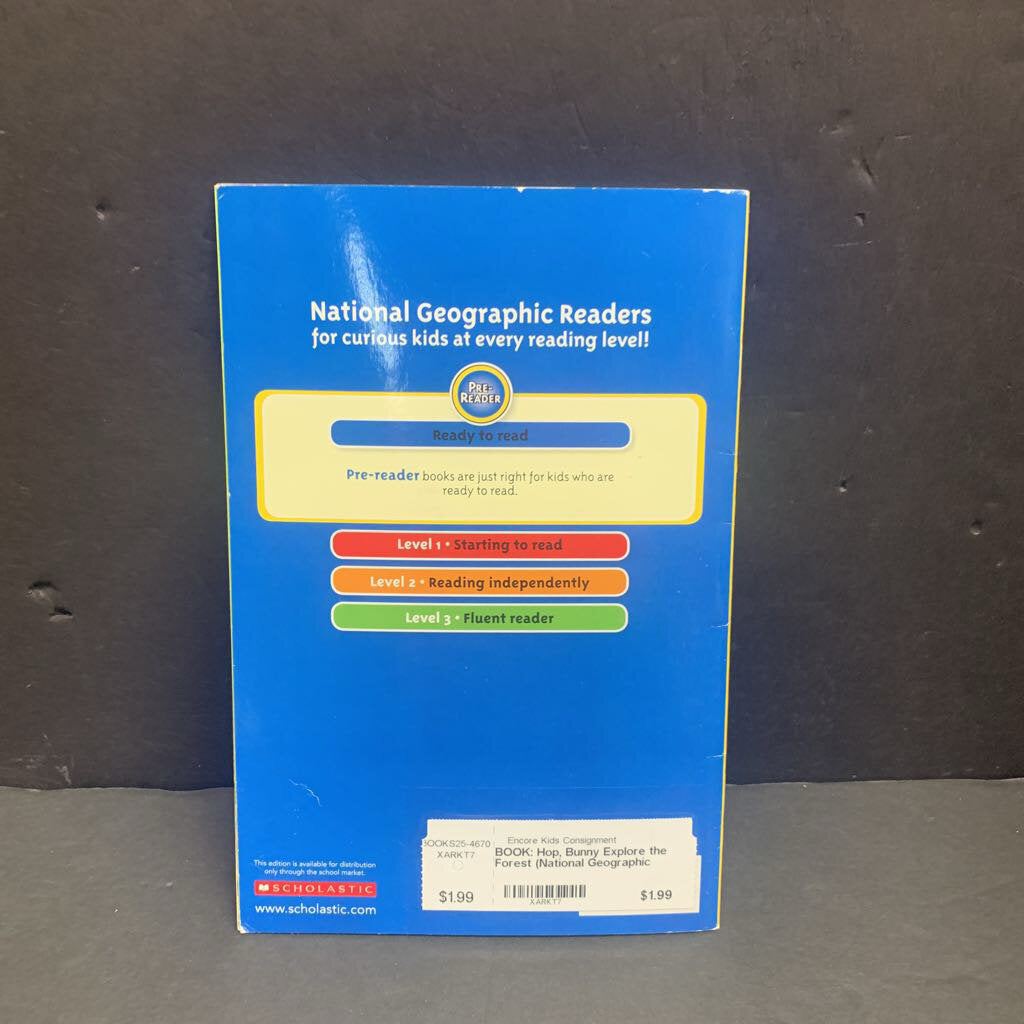 National Geographic Readers
for curious kids at every reading level!
PRE-
READER
Ready to read
Pre-reader books are just right for kids who are
ready to read.
Level 1 • Starting to read
Level 2 • Reading independently
Level 3 • Fluent reader
This edition is available for distribution
only through the school market.
SCHOLASTIC
www.scholastic.com
BOOKS25-4670
XARKT7
$1.99
Encore Kids Consignment
BOOK: Hop, Bunny Explore the
Forest (National Geographic
XARKT7
$1.99